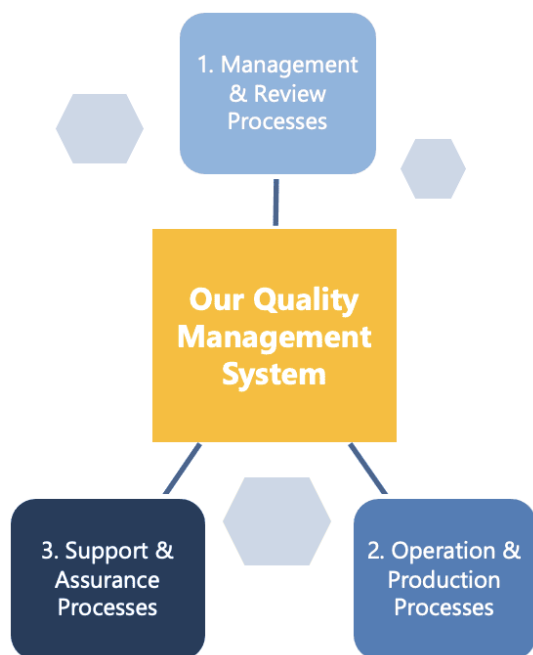 1. Management
& Review
Processes
Our Quality
Management
System
3. Support &
Assurance
Processes
2. Operation &
Production
Processes